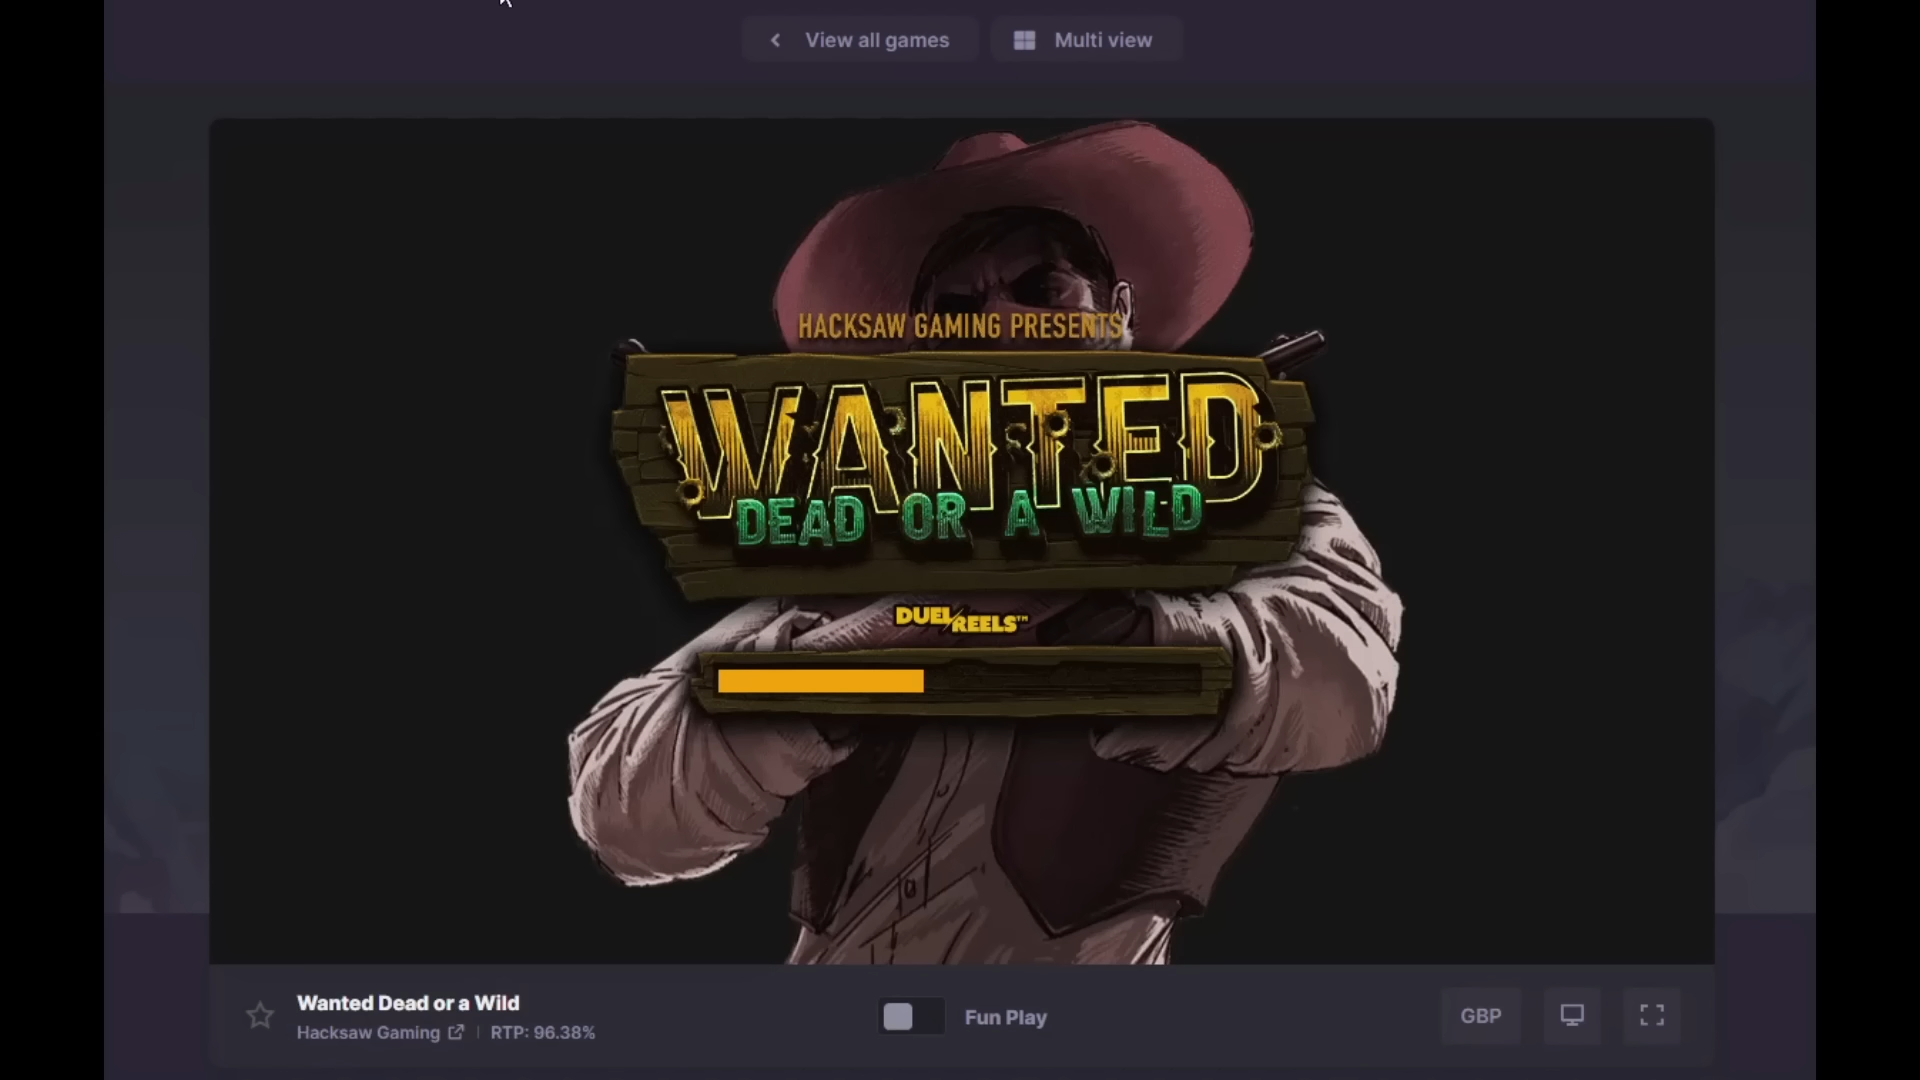 View all games
Multi view
HACKSAW GAMING PRESENTS
WANTED
DEAD OR A WILD
DUEL REELS™
Wanted Dead or a Wild
Hacksaw Gaming | RTP: 96.38%
Fun Play
GBP